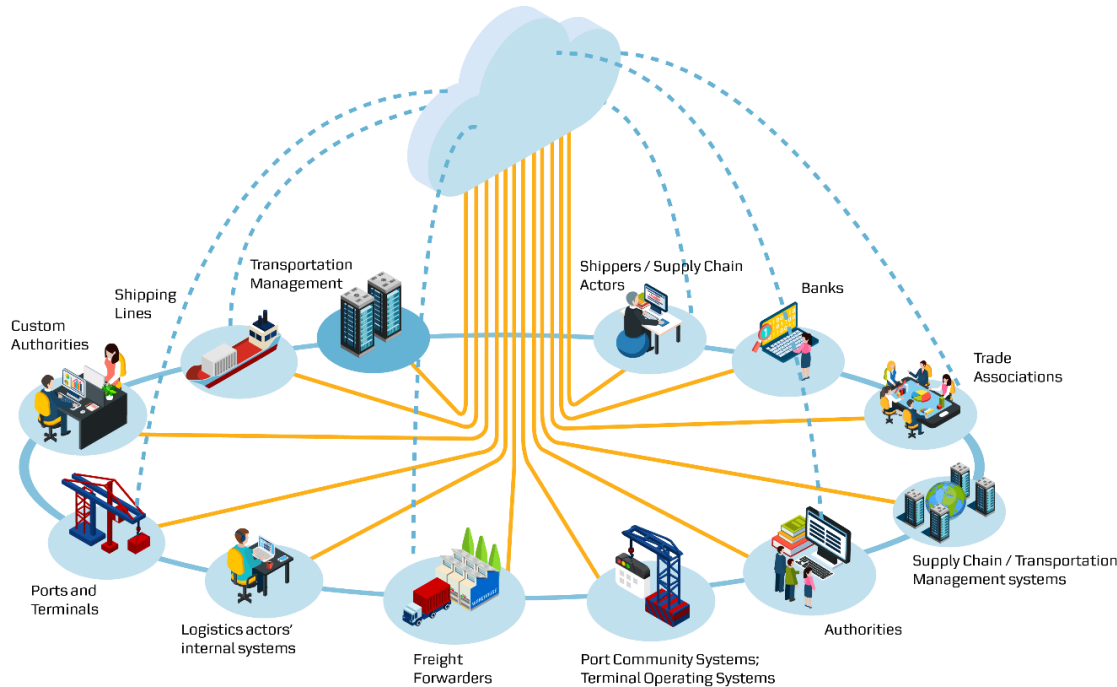 Transportation
Management
Shippers / Supply Chain
Actors
Banks
Shipping
Lines
Custom
Authorities
Trade
Associations
Ports and
Terminals
Logistics actors’
internal systems
Freight
Forwarders
WAREHOUSE
Port Community Systems;
Terminal Operating Systems
Authorities
Supply Chain / Transportation
Management systems